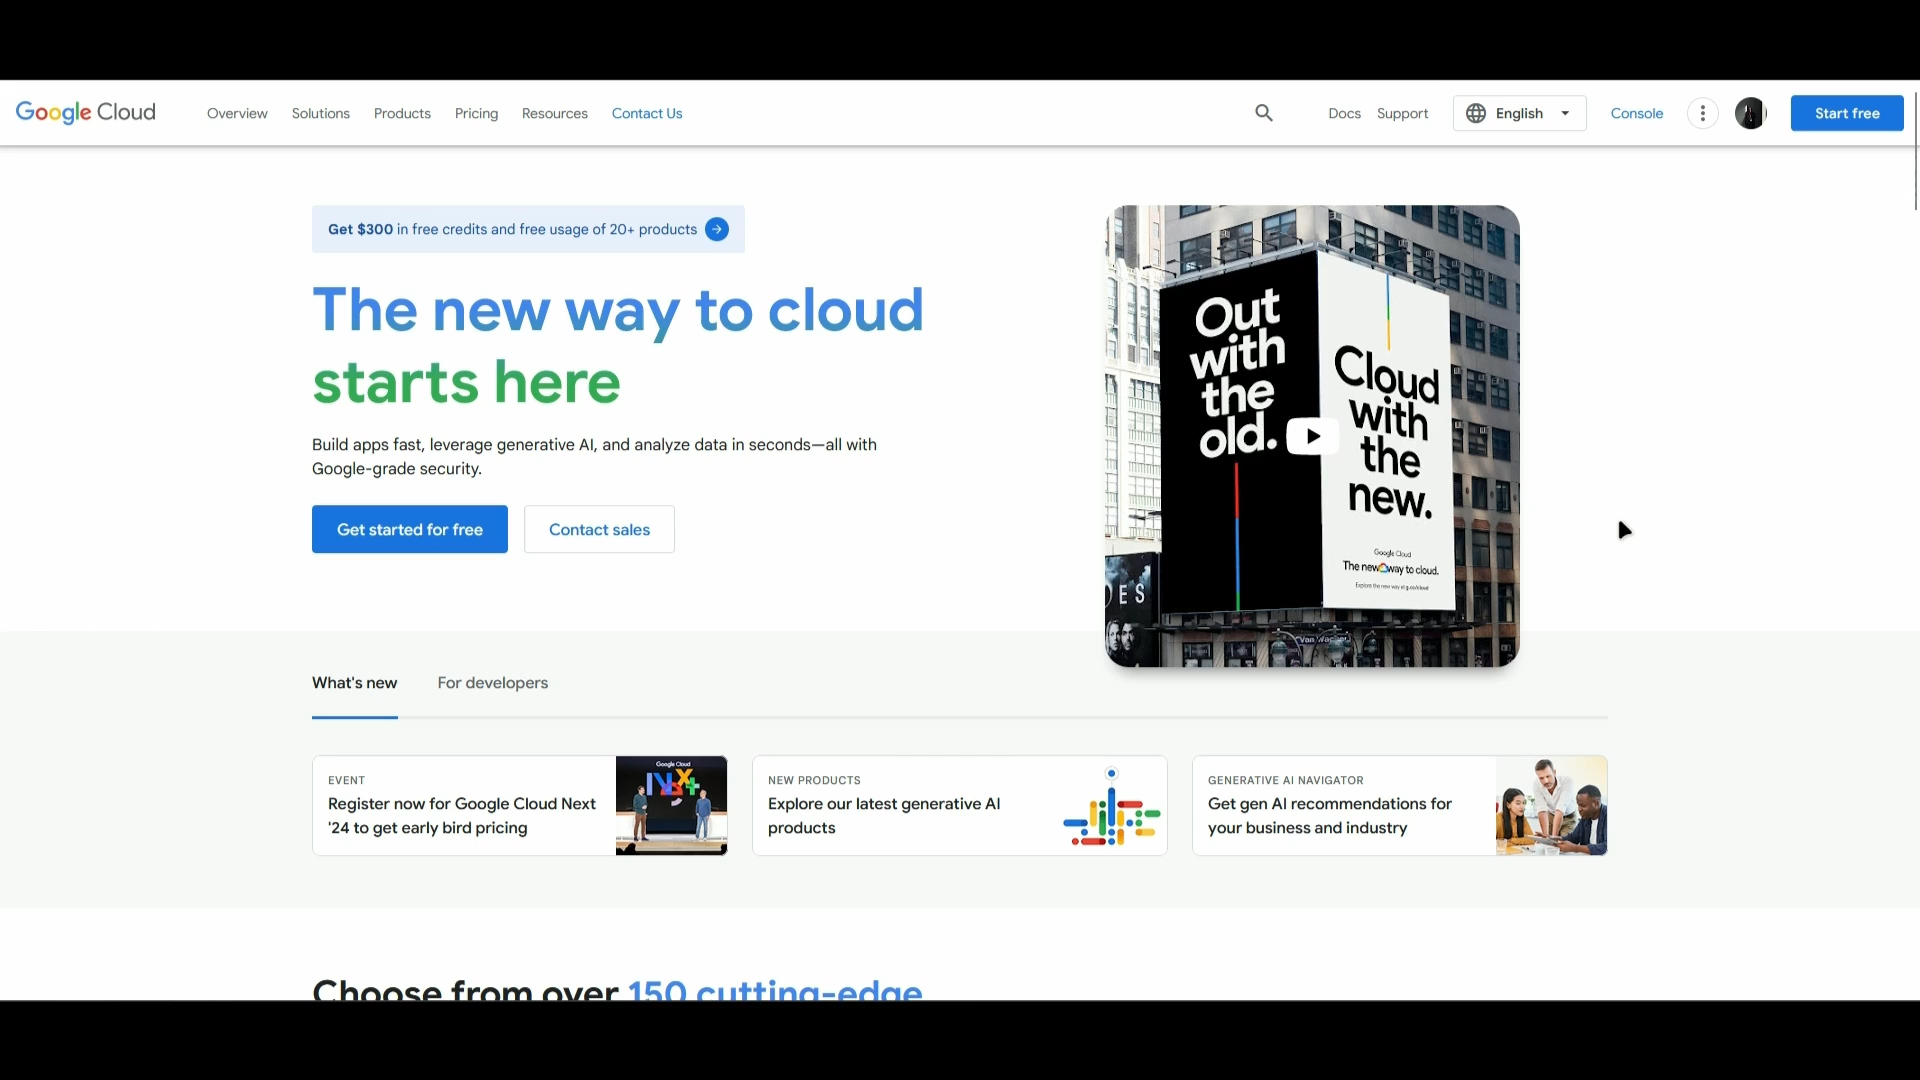 Google Cloud
Overview
Solutions
Products
Pricing
Resources
Contact Us
Docs
Support
English
Console
Start free
Get $300 in free credits and free usage of 20+ products
The new way to cloud
starts here
Build apps fast, leverage generative AI, and analyze data in seconds—all with
Google-grade security.
Get started for free
Contact sales
Out
with
the
old.
Cloud
with
the
new.
Google Cloud
The new way to cloud.
What's new
For developers
EVENT
Register now for Google Cloud Next
'24 to get early bird pricing
Google Cloud
NEW PRODUCTS
Explore our latest generative AI
products
GENERATIVE AI NAVIGATOR
Get gen AI recommendations for
your business and industry
Choose from over 150 cutting-edge